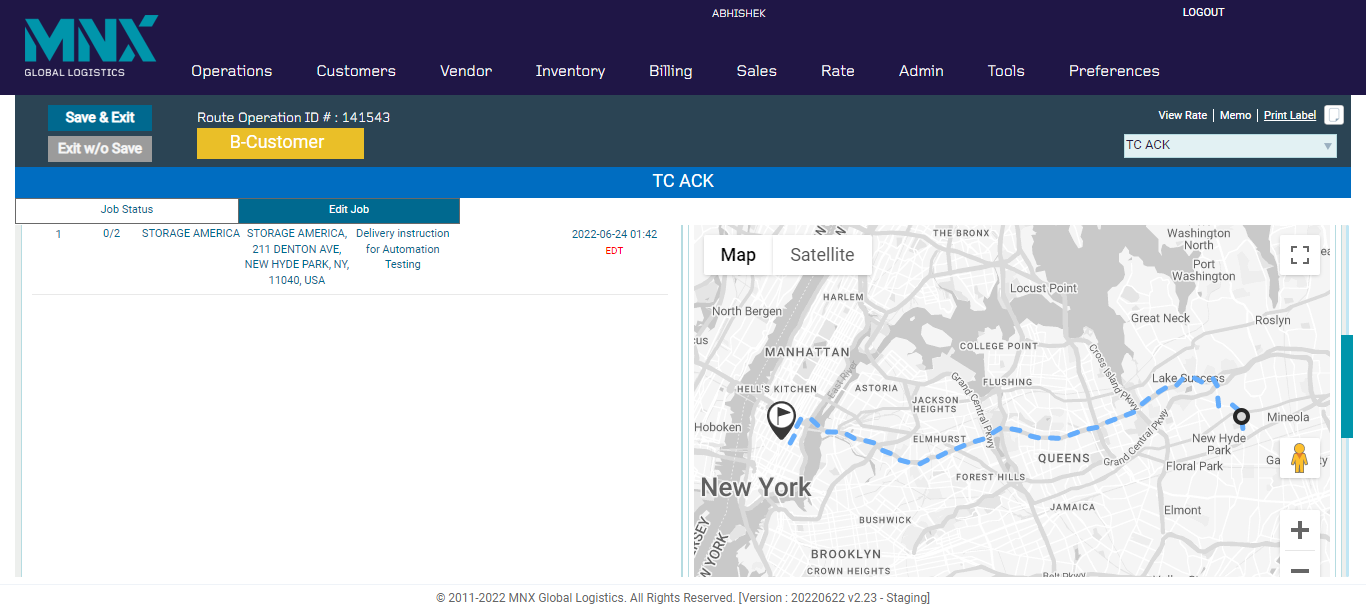 ABHISHEK
LOGOUT
MNX
GLOBAL LOGISTICS
Operations Customers Vendor Inventory Billing Sales Rate Admin Tools Preferences
Save & Exit
Exit w/o Save
Route Operation ID # : 141543
B-Customer
View Rate | Memo | Print Label
TC ACK
TC ACK
Job Status
Edit Job
1 0/2 STORAGE AMERICA STORAGE AMERICA, Delivery instruction 2022-06-24 01:42
211 DENTON AVE, for Automation EDT
NEW HYDE PARK, NY, Testing
11040, USA
Map Satellite
THE BRONX
Washington
North
Port
Washington
Locust Point
HARLEM
North Bergen
Great Neck
Roslyn
cus
MANHATTAN
COLLEGE POINT
Cross Island Pkwy
Lake Success
HELL'S KITCHEN
East River
ASTORIA
Grand Central Pkwy
FLUSHING
JACKSON
HEIGHTS
Hoboken
Mineola
ELMHURST
New Hyde
Park
QUEENS
Grand Central Pkwy
Floral Park
Ga
y
FOREST HILLS
New York
JAMAICA
Elmont
BUSHWICK
ERSEY
W YORK
BROOKLYN
CROWN HEIGHTS
Belt Pkwy
© 2011-2022 MNX Global Logistics. All Rights Reserved. [Version : 20220622 v2.23 - Staging]